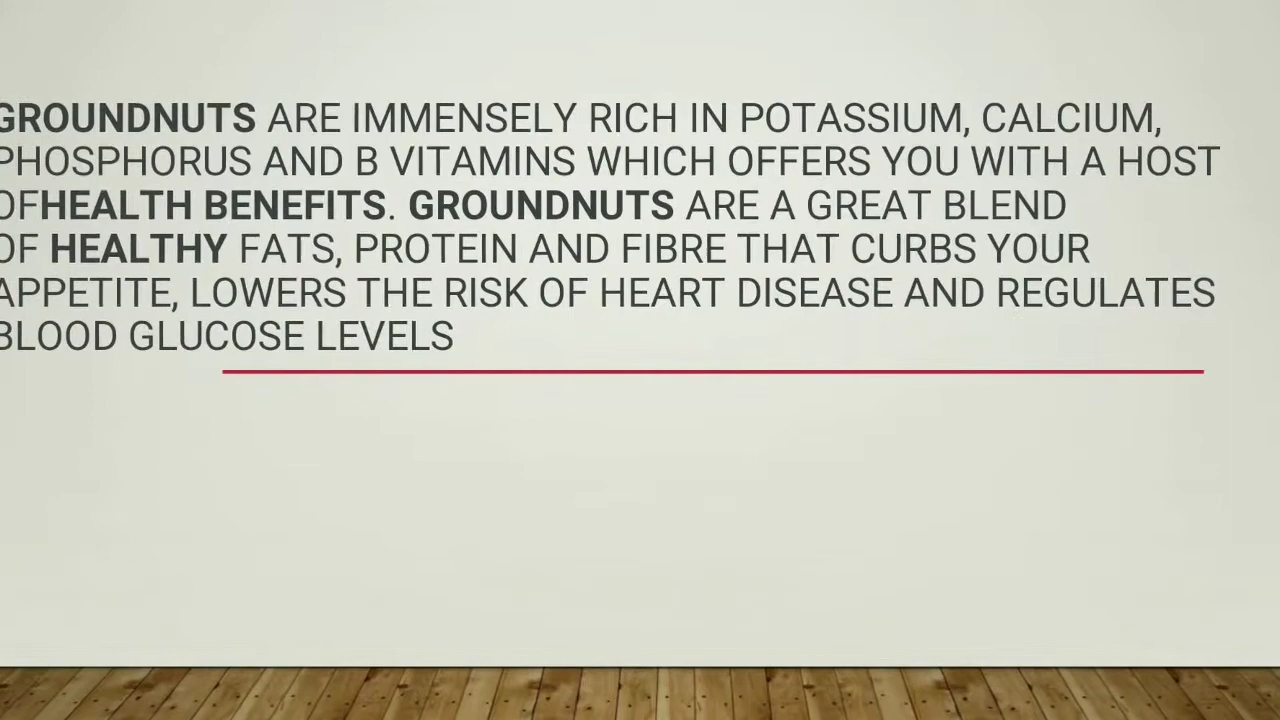 GROUNDNUTS ARE IMMENSELY RICH IN POTASSIUM, CALCIUM,
PHOSPHORUS AND B VITAMINS WHICH OFFERS YOU WITH A HOST
OFHEALTH BENEFITS. GROUNDNUTS ARE A GREAT BLEND
OF HEALTHY FATS, PROTEIN AND FIBRE THAT CURBS YOUR
APPETITE, LOWERS THE RISK OF HEART DISEASE AND REGULATES
BLOOD GLUCOSE LEVELS